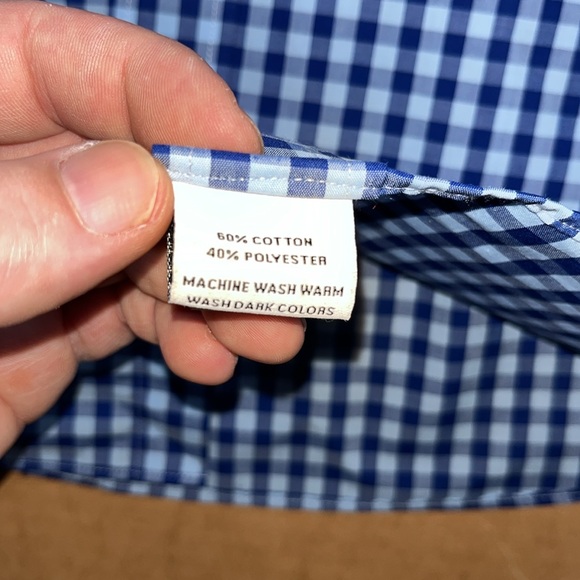 60% COTTON
40% POLYESTER
MACHINE WASH WARM
WASH DARK COLORS